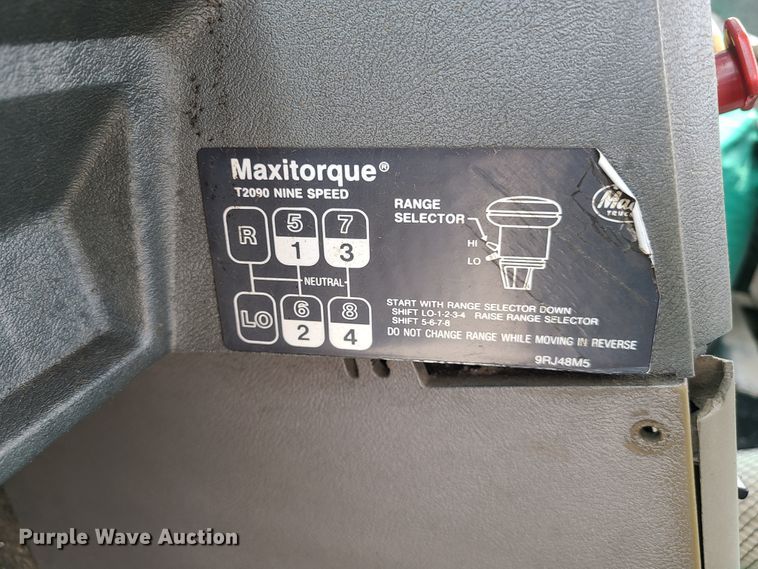 Maxitorque®
T2090 NINE SPEED
R 5 7
1 3
NEUTRAL
LO 6 8
2 4
RANGE
SELECTOR
HI
LO
START WITH RANGE SELECTOR DOWN
SHIFT LO-1-2-3-4 RAISE RANGE SELECTOR
SHIFT 5-6-7-8
DO NOT CHANGE RANGE WHILE MOVING IN REVERSE
9RJ48M5
Purple Wave Auction